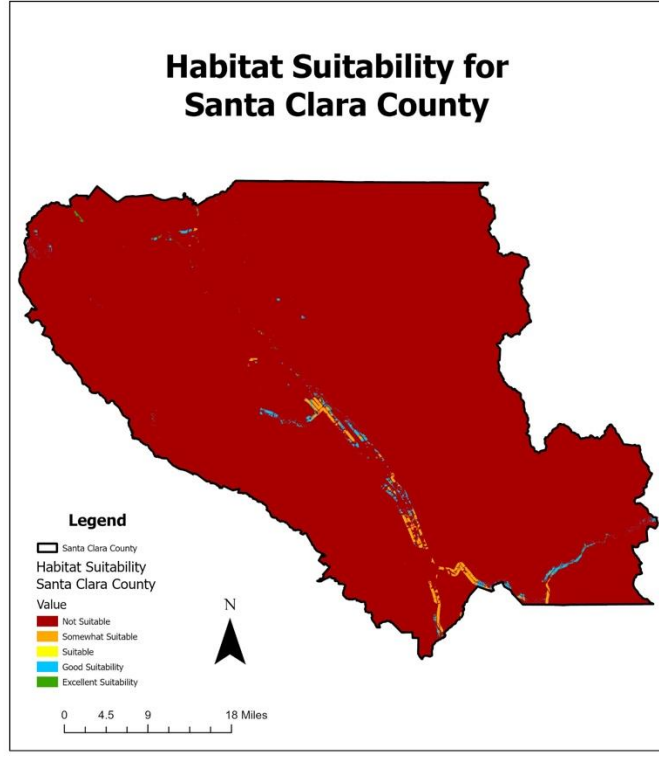 Habitat Suitability for
Santa Clara County
Legend
Santa Clara County
Habitat Suitability
Santa Clara County
Value
Not Suitable
Somewhat Suitable
Suitable
Good Suitability
Excellent Suitability
N
0 4.5 9 18 Miles